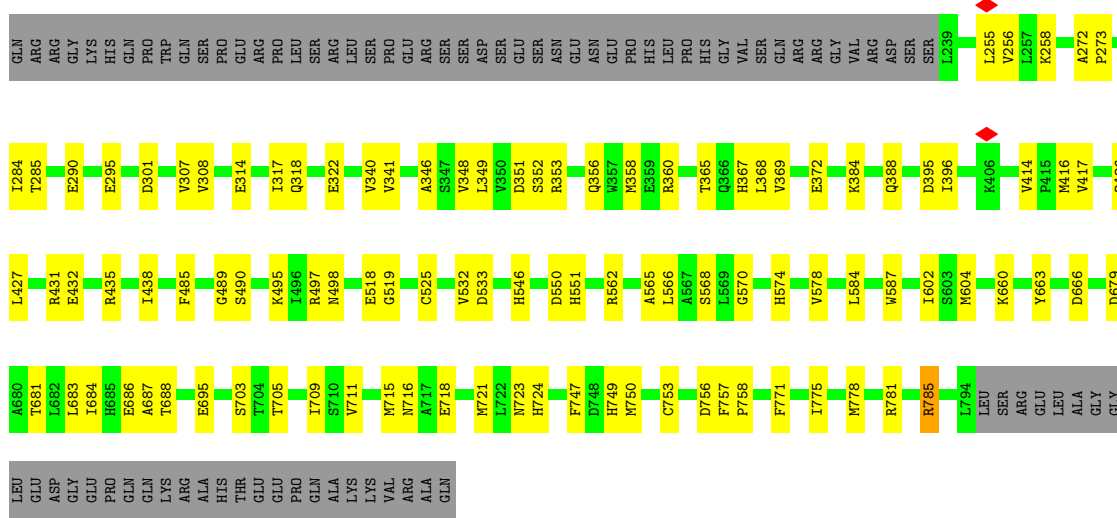 GLN ARG ARG GLY LYS HIS GLN PRO TRP GLN SER PRO GLU ARG PRO LEU SER ARG LEU SER PRO GLU ARG SER ASP SER GLU SER ASN GLU ASN GLU PRO HIS LEU PRO HIS GLY VAL SER GLN ARG ARG GLY VAL ARG ASP SER SER L239 L255 V256 L257 K258 A272 P273
I284 T285 E290 E295 D301 V307 V308 E314 I317 Q318 E322 V340 V341 A346 S347 V348 L349 V350 D351 S352 R353 Q356 W357 M358 E359 R360 T365 Q366 H367 L368 V369 E372 K384 Q388 D395 I396 K406 V414 P415 M416 V417
L427 R431 E432 R435 I438 F485 G489 S490 K495 I496 R497 N498 E518 G519 C525 V532 D533 H546 D550 H551 R562 A565 L566 A567 S568 L569 G570 H574 V578 L584 W587 I602 S603 M604 K660 Y663 D666 D679
A680 T681 L682 L683 I684 H685 E686 A687 T688 E695 S703 T704 T705 I709 S710 V711 M715 N716 A717 E718 M721 L722 N723 H724 F747 D748 H749 M750 C753 D756 F757 P758 F771 I775 M778 R781 R785 L794 LEU SER ARG GLU LEU ALA GLY GLY
LEU GLU ASP GLY GLU PRO GLN GLN LYS ARG ALA HIS THR GLU GLU PRO GLN ALA LYS LYS VAL ARG ALA GLN